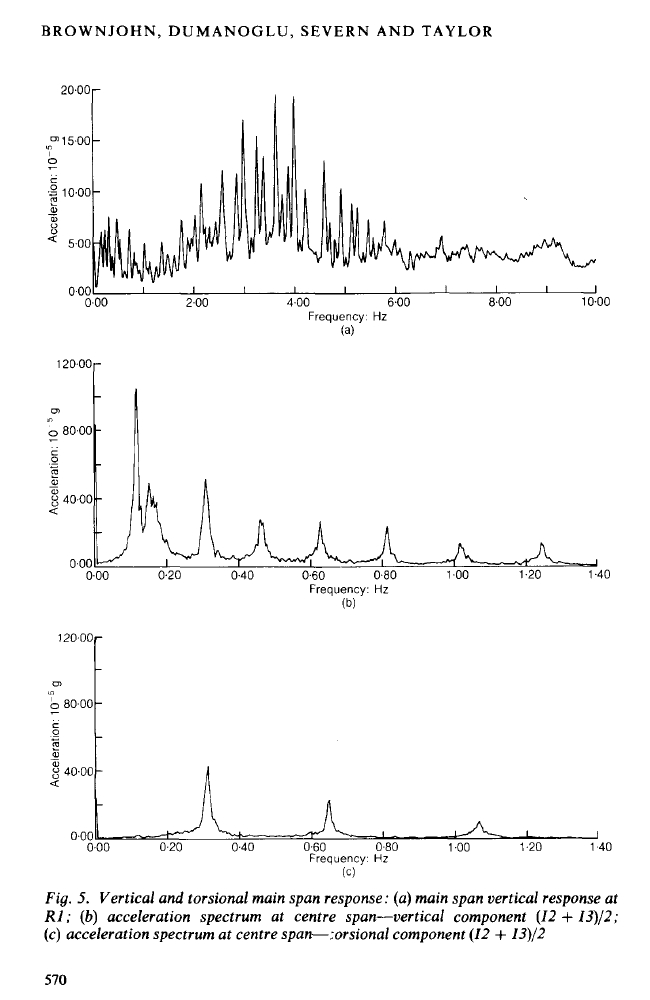 BROWNJOHN, DUMANOGLU, SEVERN AND TAYLOR
20·00
15·00
10·00
5·00
0·00
Acceleration: 10⁻⁵ g
0·00 2·00 4·00 6·00 8·00 10·00
Frequency: Hz
(a)
120·00
80·00
40·00
0·00
Acceleration: 10⁻⁵ g
0·00 0·20 0·40 0·60 0·80 1·00 1·20 1·40
Frequency: Hz
(b)
120·00
80·00
40·00
0·00
Acceleration: 10⁻⁵ g
0·00 0·20 0·40 0·60 0·80 1·00 1·20 1·40
Frequency: Hz
(c)
Fig. 5. Vertical and torsional main span response: (a) main span vertical response at
R1; (b) acceleration spectrum at centre span—vertical component (I2 + I3)/2;
(c) acceleration spectrum at centre span—:orsional component (I2 + I3)/2
570